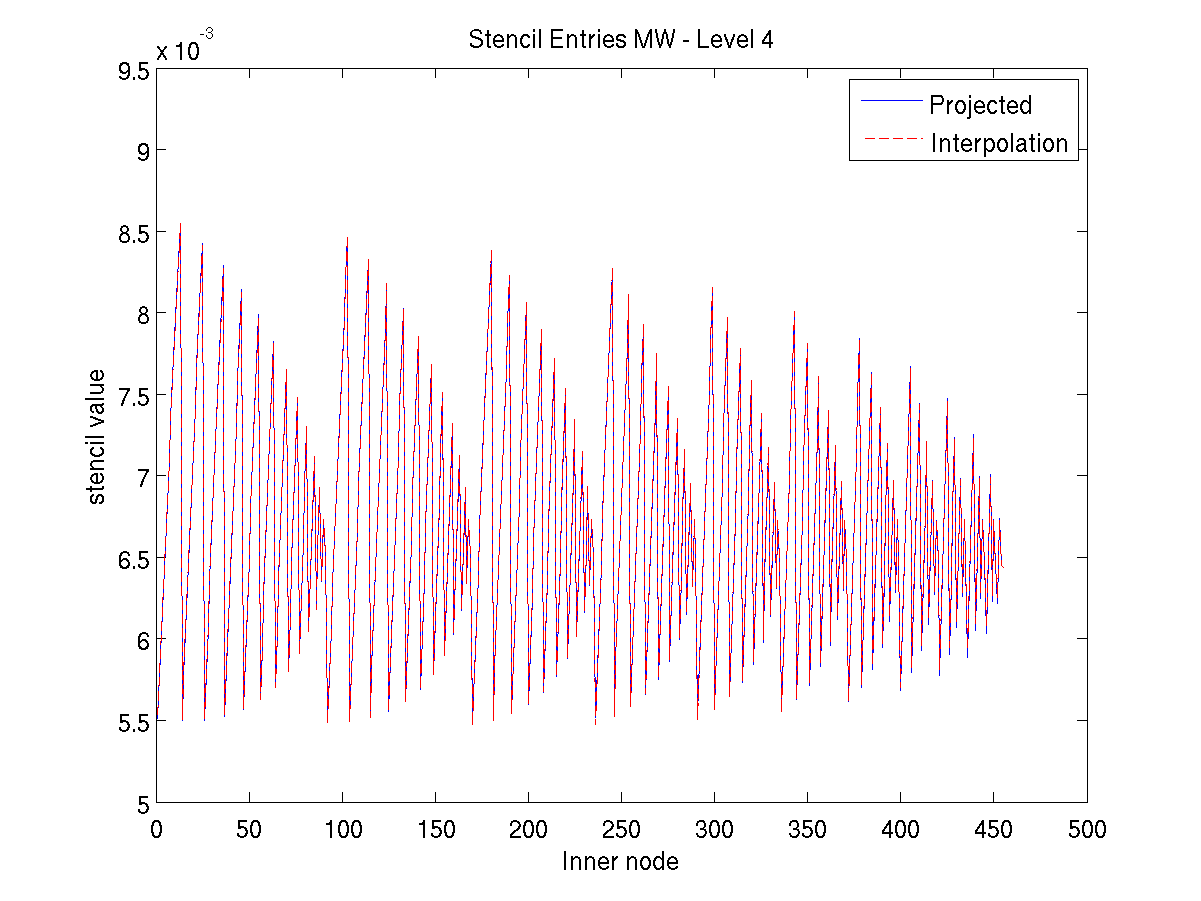 Stencil Entries MW - Level 4
x 10^-3
9.5
9
8.5
8
7.5
7
6.5
6
5.5
5
stencil value
Projected
Interpolation
0 50 100 150 200 250 300 350 400 450 500
Inner node